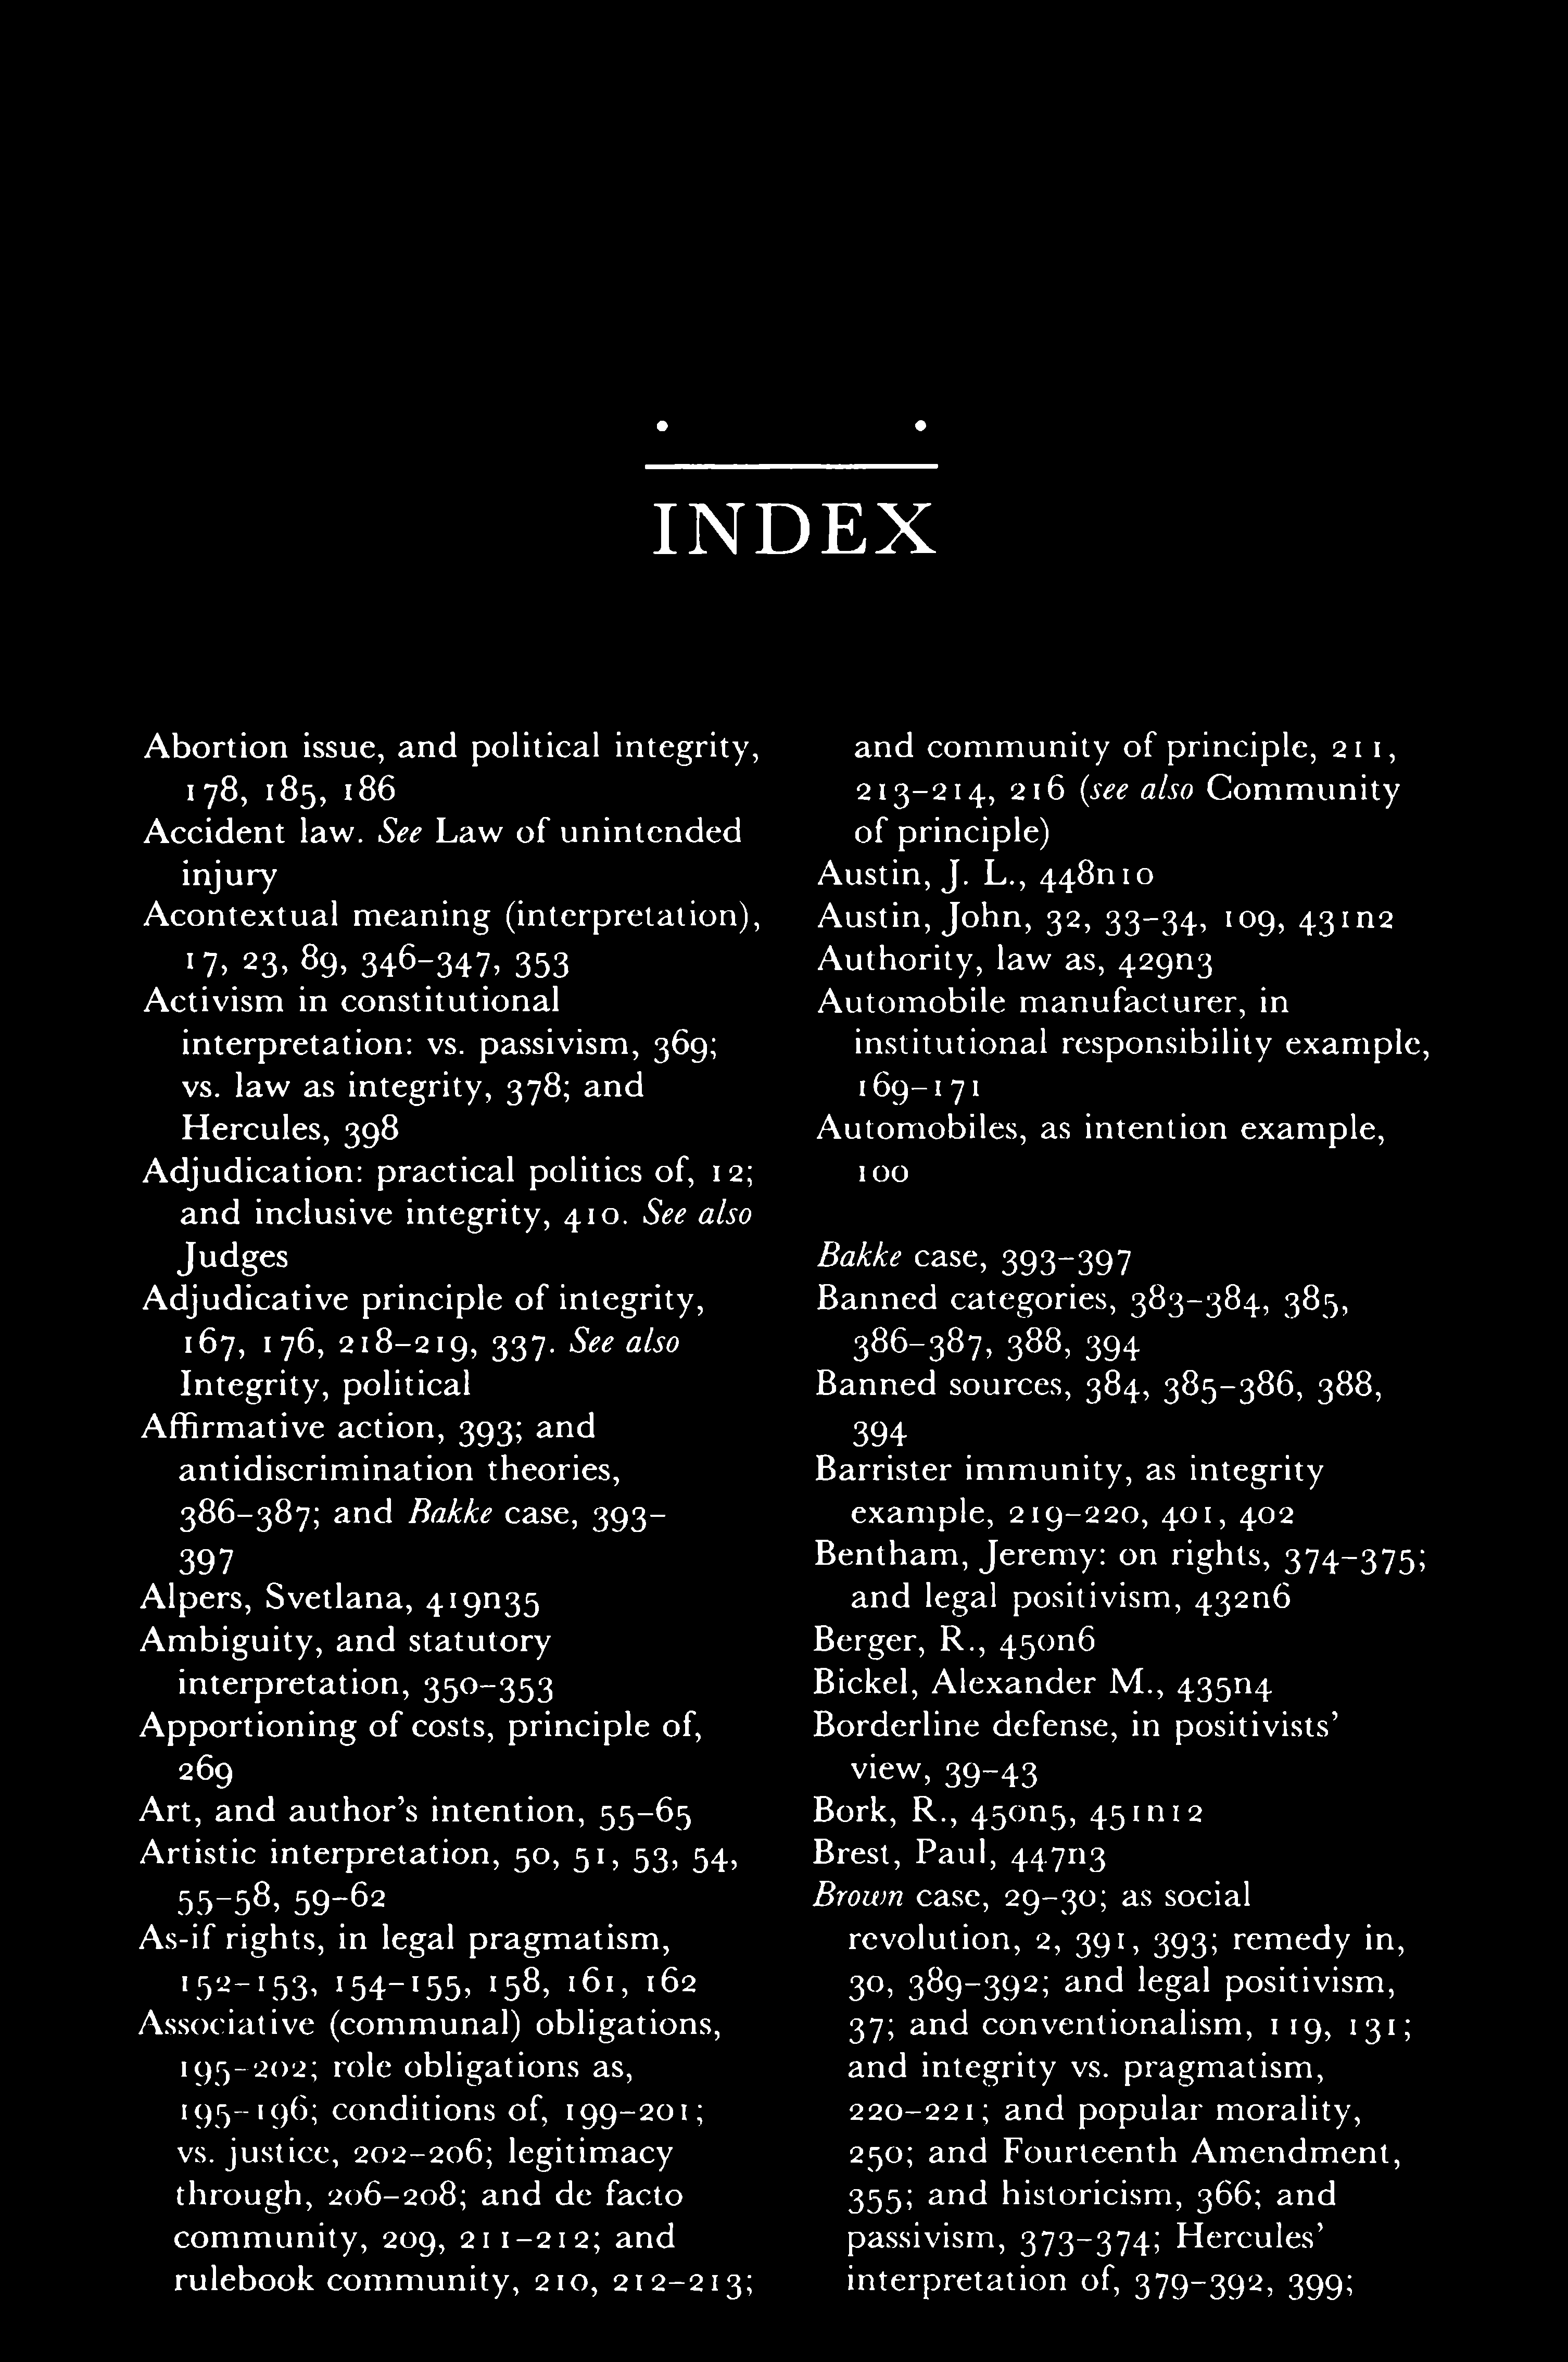 INDEX
Abortion issue, and political integrity,
178, 185, 186
Accident law. See Law of unintended
injury
Acontextual meaning (interpretation),
17, 23, 89, 346–347, 353
Activism in constitutional
interpretation: vs. passivism, 369;
vs. law as integrity, 378; and
Hercules, 398
Adjudication: practical politics of, 12;
and inclusive integrity, 410. See also
Judges
Adjudicative principle of integrity,
167, 176, 218–219, 337. See also
Integrity, political
Affirmative action, 393; and
antidiscrimination theories,
386–387; and Bakke case, 393–
397
Alpers, Svetlana, 419n35
Ambiguity, and statutory
interpretation, 350–353
Apportioning of costs, principle of,
269
Art, and author's intention, 55–65
Artistic interpretation, 50, 51, 53, 54,
55–58, 59–62
As-if rights, in legal pragmatism,
152–153, 154–155, 158, 161, 162
Associative (communal) obligations,
195–202; role obligations as,
195–196; conditions of, 199–201;
vs. justice, 202–206; legitimacy
through, 206–208; and de facto
community, 209, 211–212; and
rulebook community, 210, 212–213;
and community of principle, 211,
213–214, 216 (see also Community
of principle)
Austin, J. L., 448n10
Austin, John, 32, 33–34, 109, 431n2
Authority, law as, 429n3
Automobile manufacturer, in
institutional responsibility example,
169–171
Automobiles, as intention example,
100
Bakke case, 393–397
Banned categories, 383–384, 385,
386–387, 388, 394
Banned sources, 384, 385–386, 388,
394
Barrister immunity, as integrity
example, 219–220, 401, 402
Bentham, Jeremy: on rights, 374–375;
and legal positivism, 432n6
Berger, R., 450n6
Bickel, Alexander M., 435n4
Borderline defense, in positivists'
view, 39–43
Bork, R., 450n5, 451n12
Brest, Paul, 447n3
Brown case, 29–30; as social
revolution, 2, 391, 393; remedy in,
30, 389–392; and legal positivism,
37; and conventionalism, 119, 131;
and integrity vs. pragmatism,
220–221; and popular morality,
250; and Fourteenth Amendment,
355; and historicism, 366; and
passivism, 373–374; Hercules'
interpretation of, 379–392, 399;